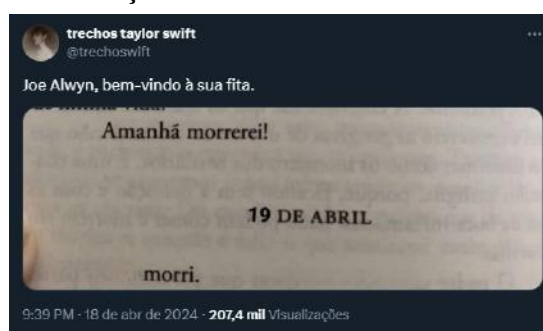 trechos taylor swift
@trechoswift
Joe Alwyn, bem-vindo à sua fita.
Amanhã morrerei!
19 DE ABRIL
morri.
9:39 PM · 18 de abr de 2024 · 207,4 mil Visualizações